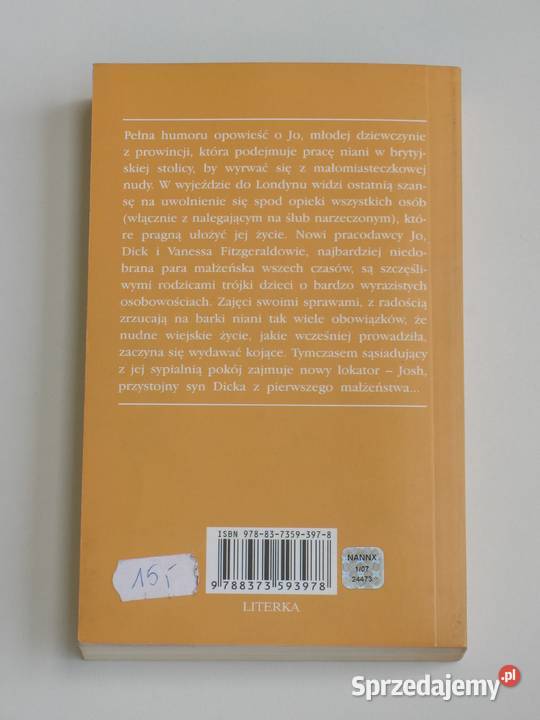 Pełna humoru opowieść o Jo, młodej dziewczynie
z prowincji, która podejmuje pracę niani w brytyj-
skiej stolicy, by wyrwać się z małomiasteczkowej
nudy. W wyjeździe do Londynu widzi ostatnią szan-
sę na uwolnienie się spod opieki wszystkich osób
(włącznie z nalegającym na ślub narzeczonym), któ-
re pragną ułożyć jej życie. Nowi pracodawcy Jo,
Dick i Vanessa Fitzgeraldowie, najbardziej niedo-
brana para małżeńska wszech czasów, są szczęśli-
wymi rodzicami trójki dzieci o bardzo wyrazistych
osobowościach. Zajęci swoimi sprawami, z radością
zrzucają na barki niani tak wiele obowiązków, że
nudne wiejskie życie, jakie wcześniej prowadziła,
zaczyna się wydawać kojące. Tymczasem sąsiadujący
z jej sypialnią pokój zajmuje nowy lokator – Josh,
przystojny syn Dicka z pierwszego małżeństwa...
ISBN 978-83-7359-397-8
9 788373 593978
LITERKA
NANNX
1/07
24473
15,-
Sprzedajemy.pl